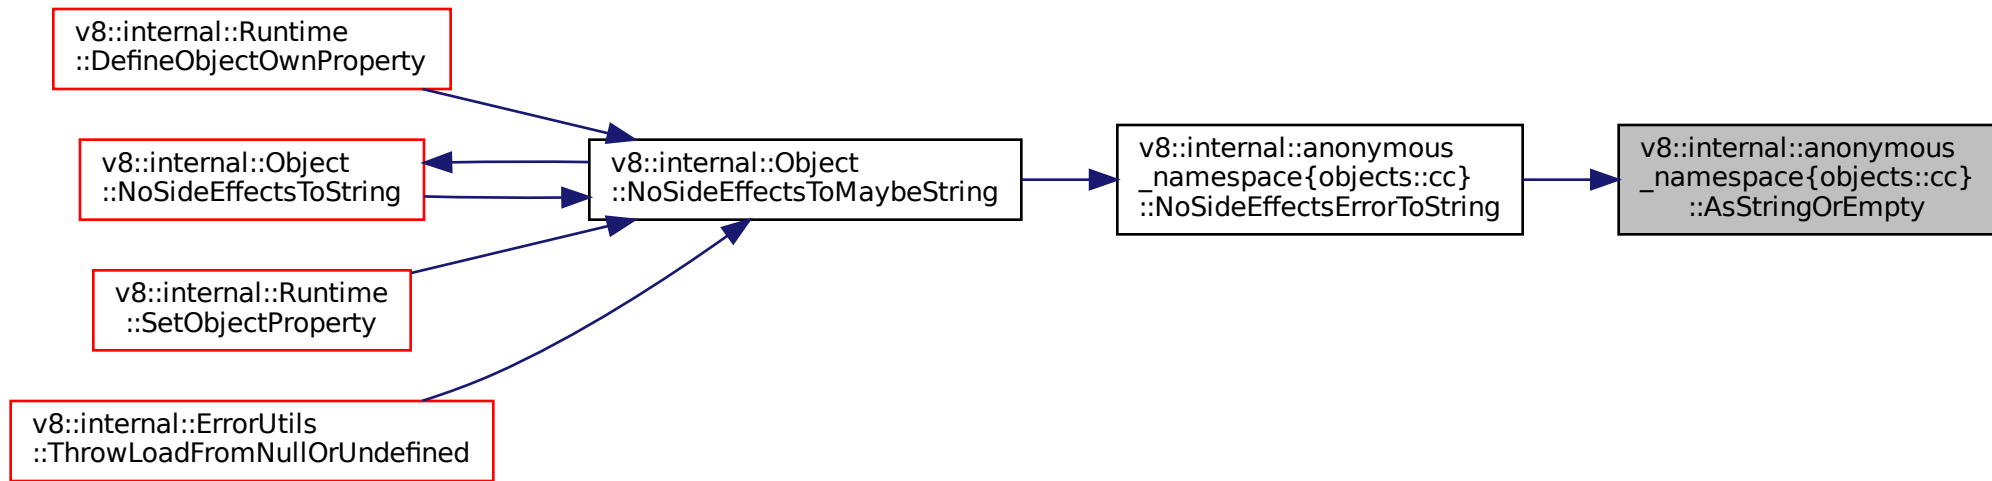 v8::internal::Runtime
::DefineObjectOwnProperty
v8::internal::Object
::NoSideEffectsToString
v8::internal::Runtime
::SetObjectProperty
v8::internal::ErrorUtils
::ThrowLoadFromNullOrUndefined
v8::internal::Object
::NoSideEffectsToMaybeString
v8::internal::anonymous
_namespace{objects::cc}
::NoSideEffectsErrorToString
v8::internal::anonymous
_namespace{objects::cc}
::AsStringOrEmpty